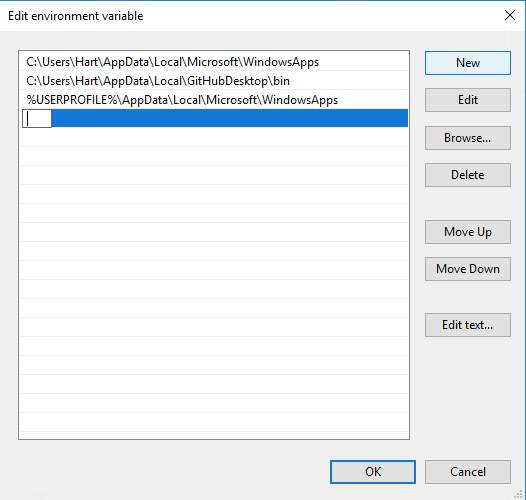 Edit environment variable
C:\Users\Hart\AppData\Local\Microsoft\WindowsApps
C:\Users\Hart\AppData\Local\GitHubDesktop\bin
%USERPROFILE%\AppData\Local\Microsoft\WindowsApps
New
Edit
Browse...
Delete
Move Up
Move Down
Edit text...
OK
Cancel